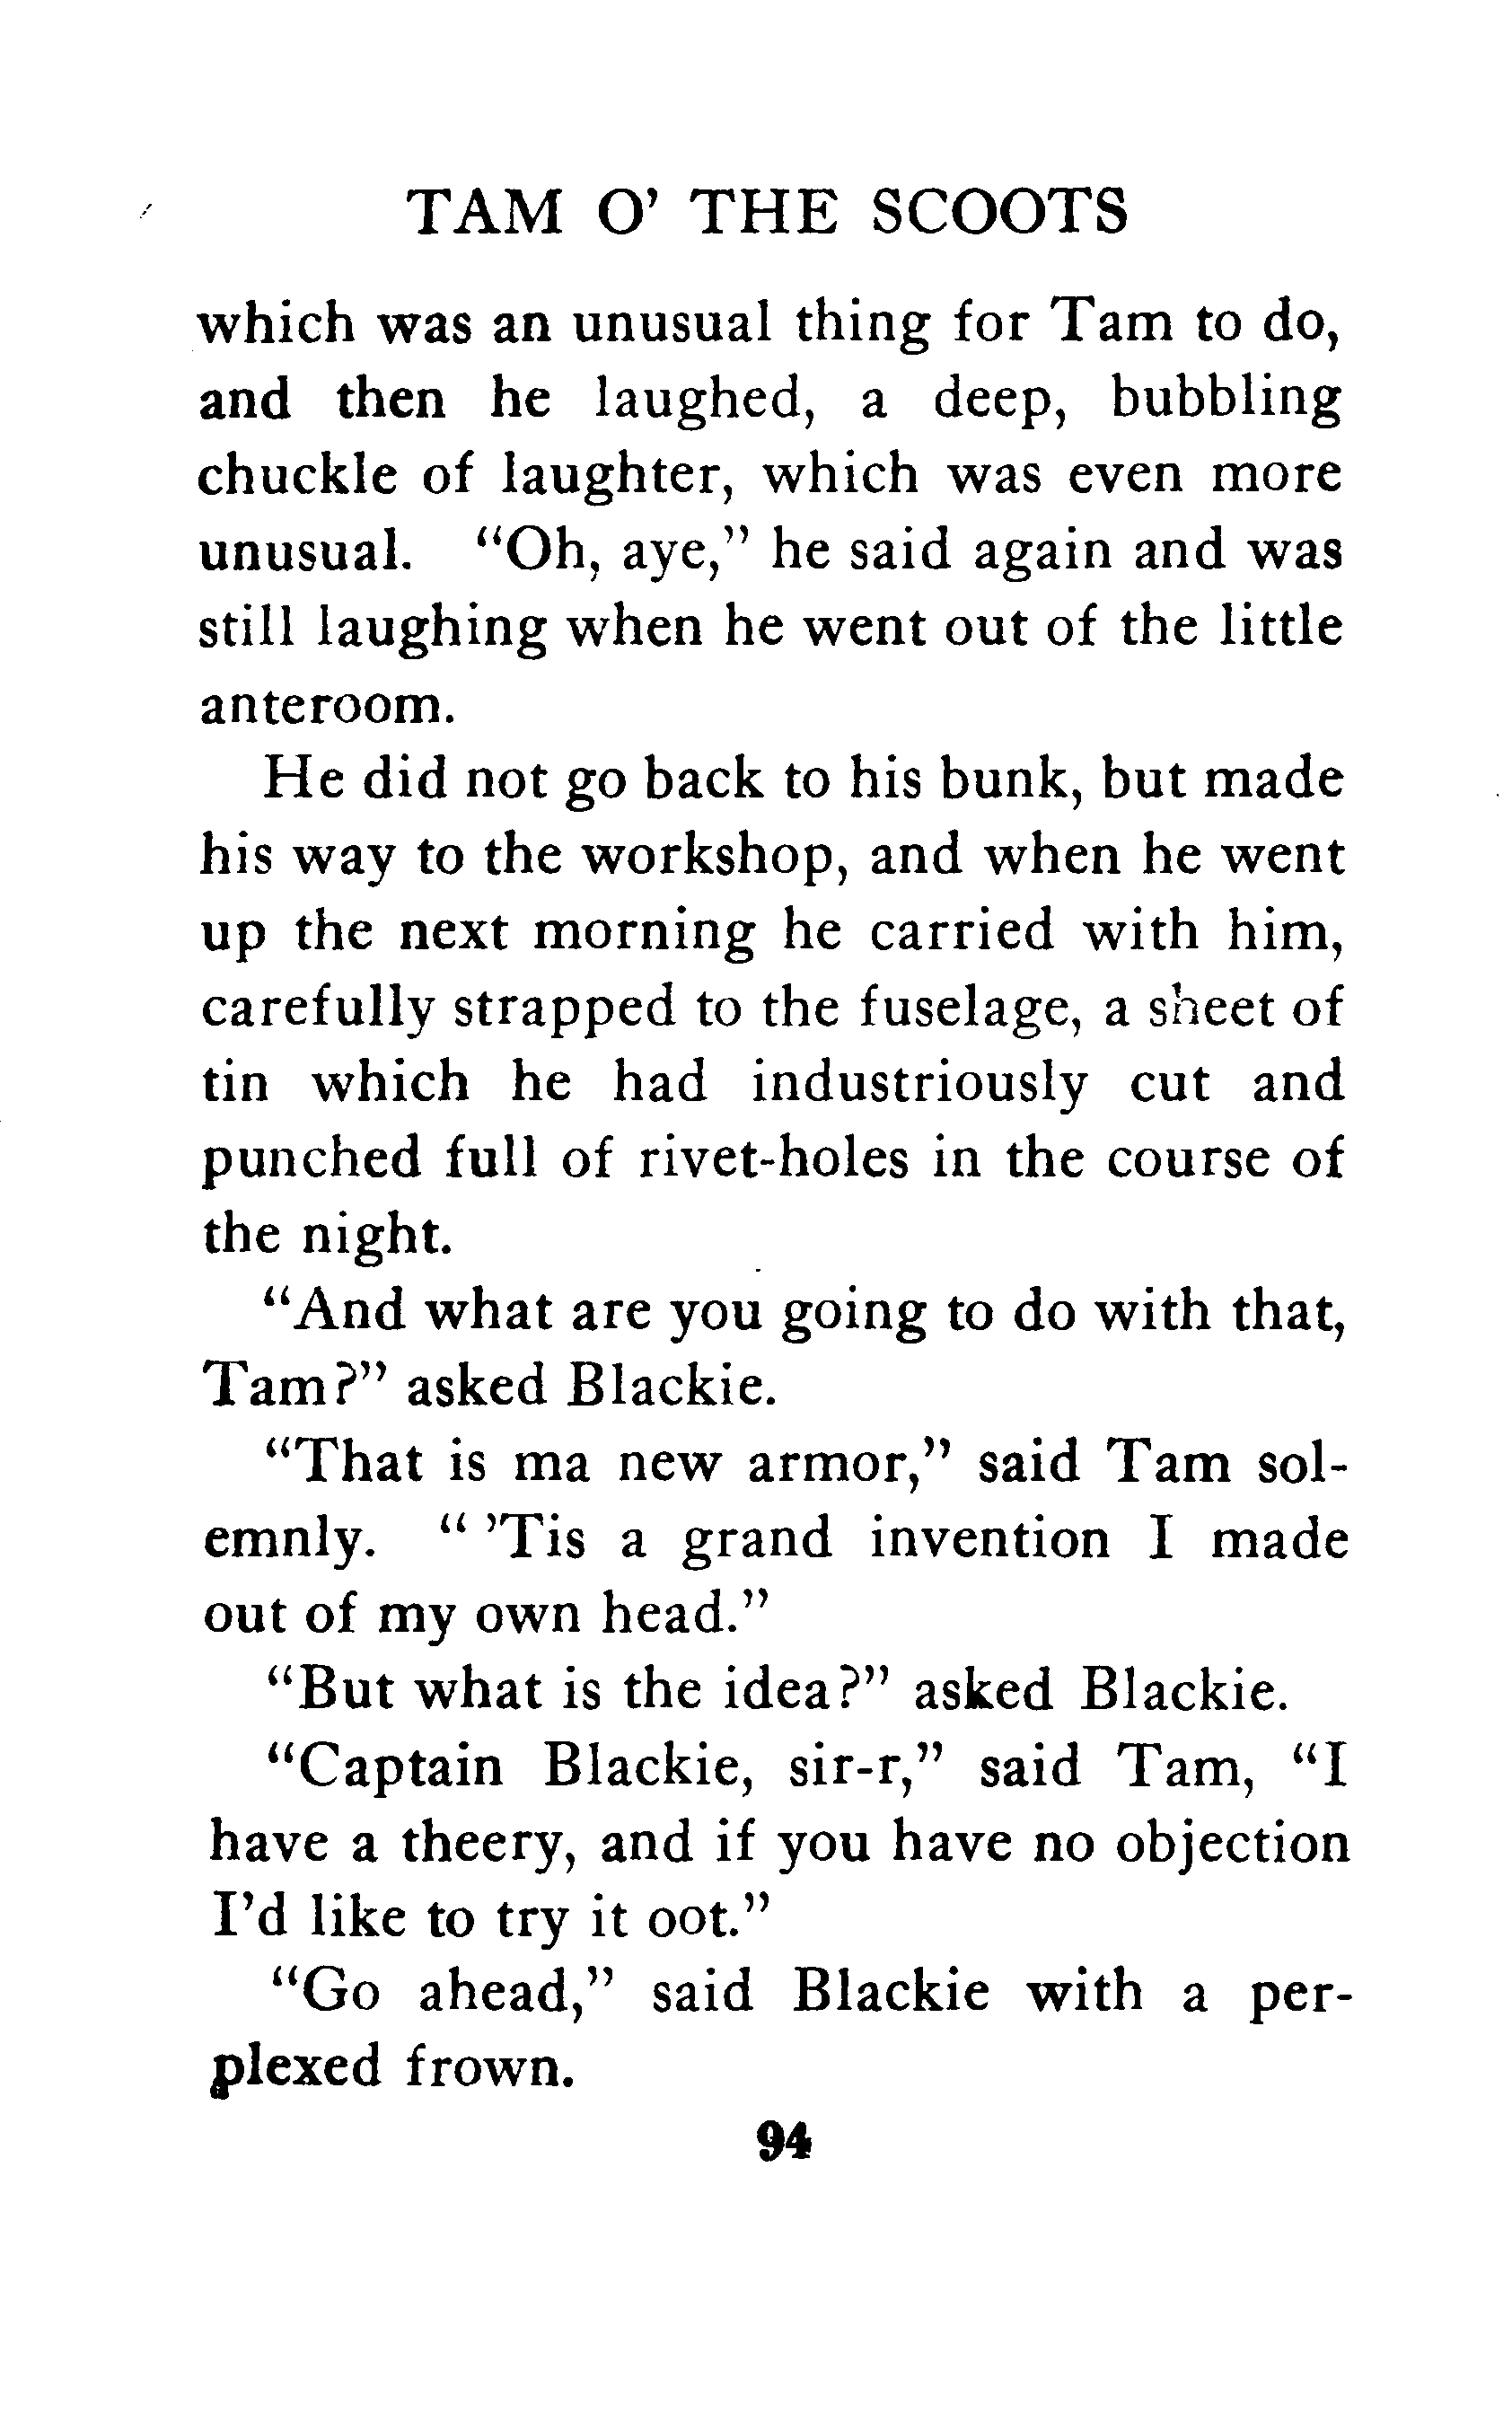 TAM O' THE SCOOTS
which was an unusual thing for Tam to do,
and then he laughed, a deep, bubbling
chuckle of laughter, which was even more
unusual. "Oh, aye," he said again and was
still laughing when he went out of the little
anteroom.
He did not go back to his bunk, but made
his way to the workshop, and when he went
up the next morning he carried with him,
carefully strapped to the fuselage, a sheet of
tin which he had industriously cut and
punched full of rivet-holes in the course of
the night.
"And what are you going to do with that,
Tam?" asked Blackie.
"That is ma new armor," said Tam sol-
emnly. " 'Tis a grand invention I made
out of my own head."
"But what is the idea?" asked Blackie.
"Captain Blackie, sir-r," said Tam, "I
have a theery, and if you have no objection
I'd like to try it oot."
"Go ahead," said Blackie with a per-
plexed frown.
94